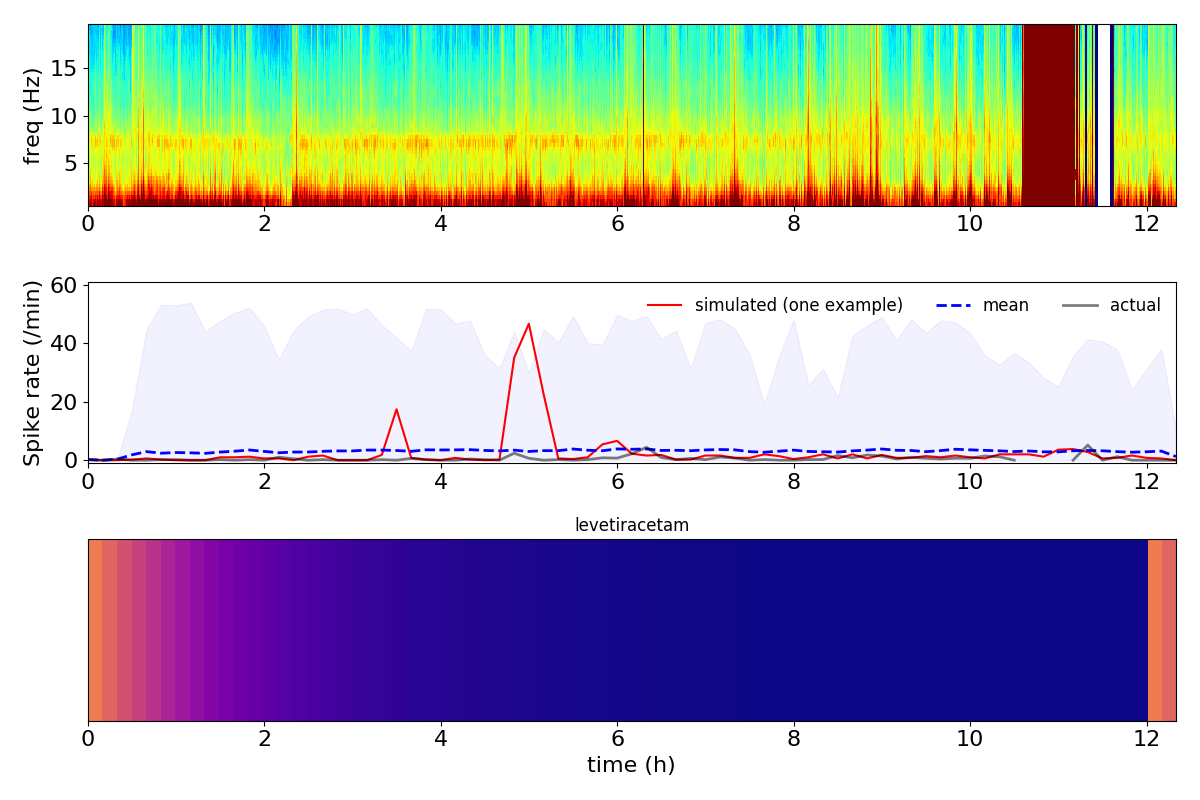 freq (Hz)
15
10
5
0 2 4 6 8 10 12
Spike rate (/min)
60
40
20
0
simulated (one example) mean actual
0 2 4 6 8 10 12
levetiracetam
0 2 4 6 8 10 12
time (h)